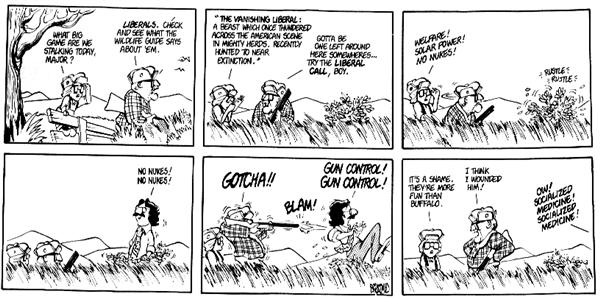 WHAT BIG
GAME ARE WE
STALKING TODAY,
MAJOR?
LIBERALS. CHECK
AND SEE WHAT THE
WILDLIFE GUIDE SAYS
ABOUT 'EM.
"THE VANISHING LIBERAL:
A BEAST WHICH ONCE THUNDERED
ACROSS THE AMERICAN SCENE
IN MIGHTY HERDS. RECENTLY
HUNTED TO NEAR
EXTINCTION."
GOTTA BE
ONE LEFT AROUND
HERE SOMEWHERES...
TRY THE LIBERAL
CALL, BOY.
WELFARE!
SOLAR POWER!
NO NUKES!
RUSTLE
RUSTLE
NO NUKES!
NO NUKES!
GOTCHA!!
BLAM!
GUN CONTROL!
GUN CONTROL!
IT'S A SHAME.
THEY'RE MORE
FUN THAN
BUFFALO.
I THINK
I WOUNDED
HIM!
OW!
SOCIALIZED
MEDICINE!
SOCIALIZED
MEDICINE!